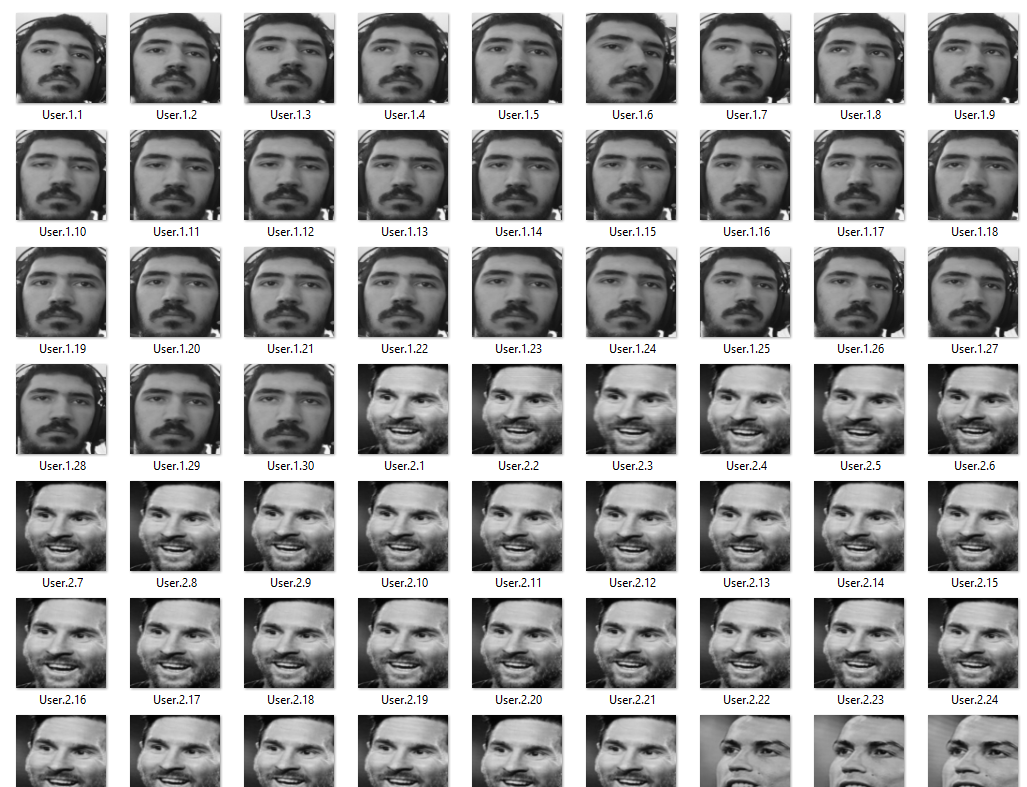 User.1.1 User.1.2 User.1.3 User.1.4 User.1.5 User.1.6 User.1.7 User.1.8 User.1.9
User.1.10 User.1.11 User.1.12 User.1.13 User.1.14 User.1.15 User.1.16 User.1.17 User.1.18
User.1.19 User.1.20 User.1.21 User.1.22 User.1.23 User.1.24 User.1.25 User.1.26 User.1.27
User.1.28 User.1.29 User.1.30 User.2.1 User.2.2 User.2.3 User.2.4 User.2.5 User.2.6
User.2.7 User.2.8 User.2.9 User.2.10 User.2.11 User.2.12 User.2.13 User.2.14 User.2.15
User.2.16 User.2.17 User.2.18 User.2.19 User.2.20 User.2.21 User.2.22 User.2.23 User.2.24